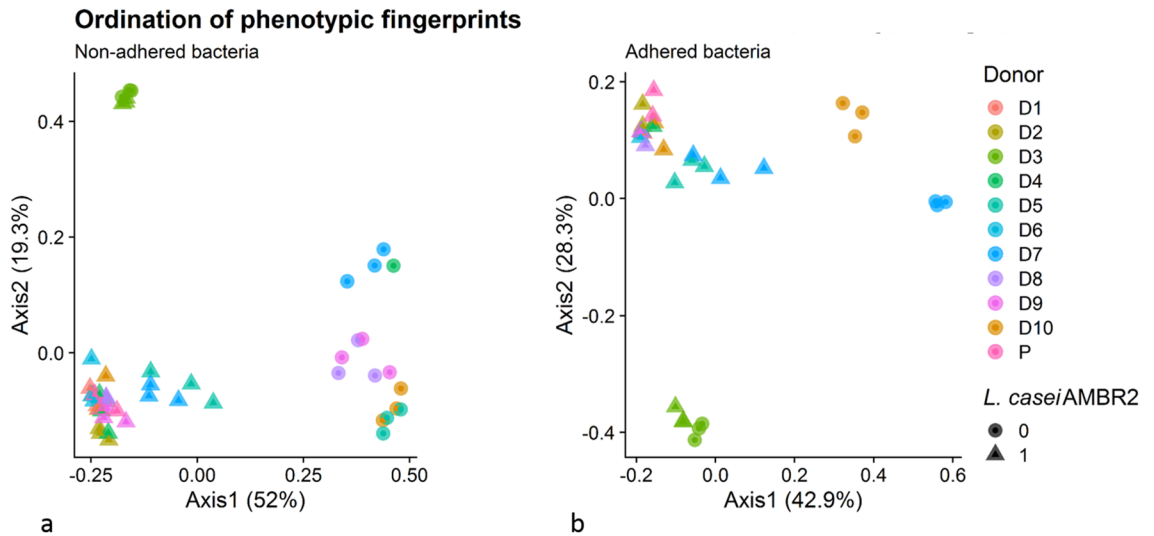 Ordination of phenotypic fingerprints
Non-adhered bacteria
Adhered bacteria
Axis2 (19.3%)
0.4
0.2
0.0
-0.25
0.00
0.25
0.50
Axis1 (52%)
a
Axis2 (28.3%)
0.2
0.0
-0.2
-0.4
-0.2
0.0
0.2
0.4
0.6
Axis1 (42.9%)
b
Donor
D1
D2
D3
D4
D5
D6
D7
D8
D9
D10
P
L. casei AMBR2
0
1